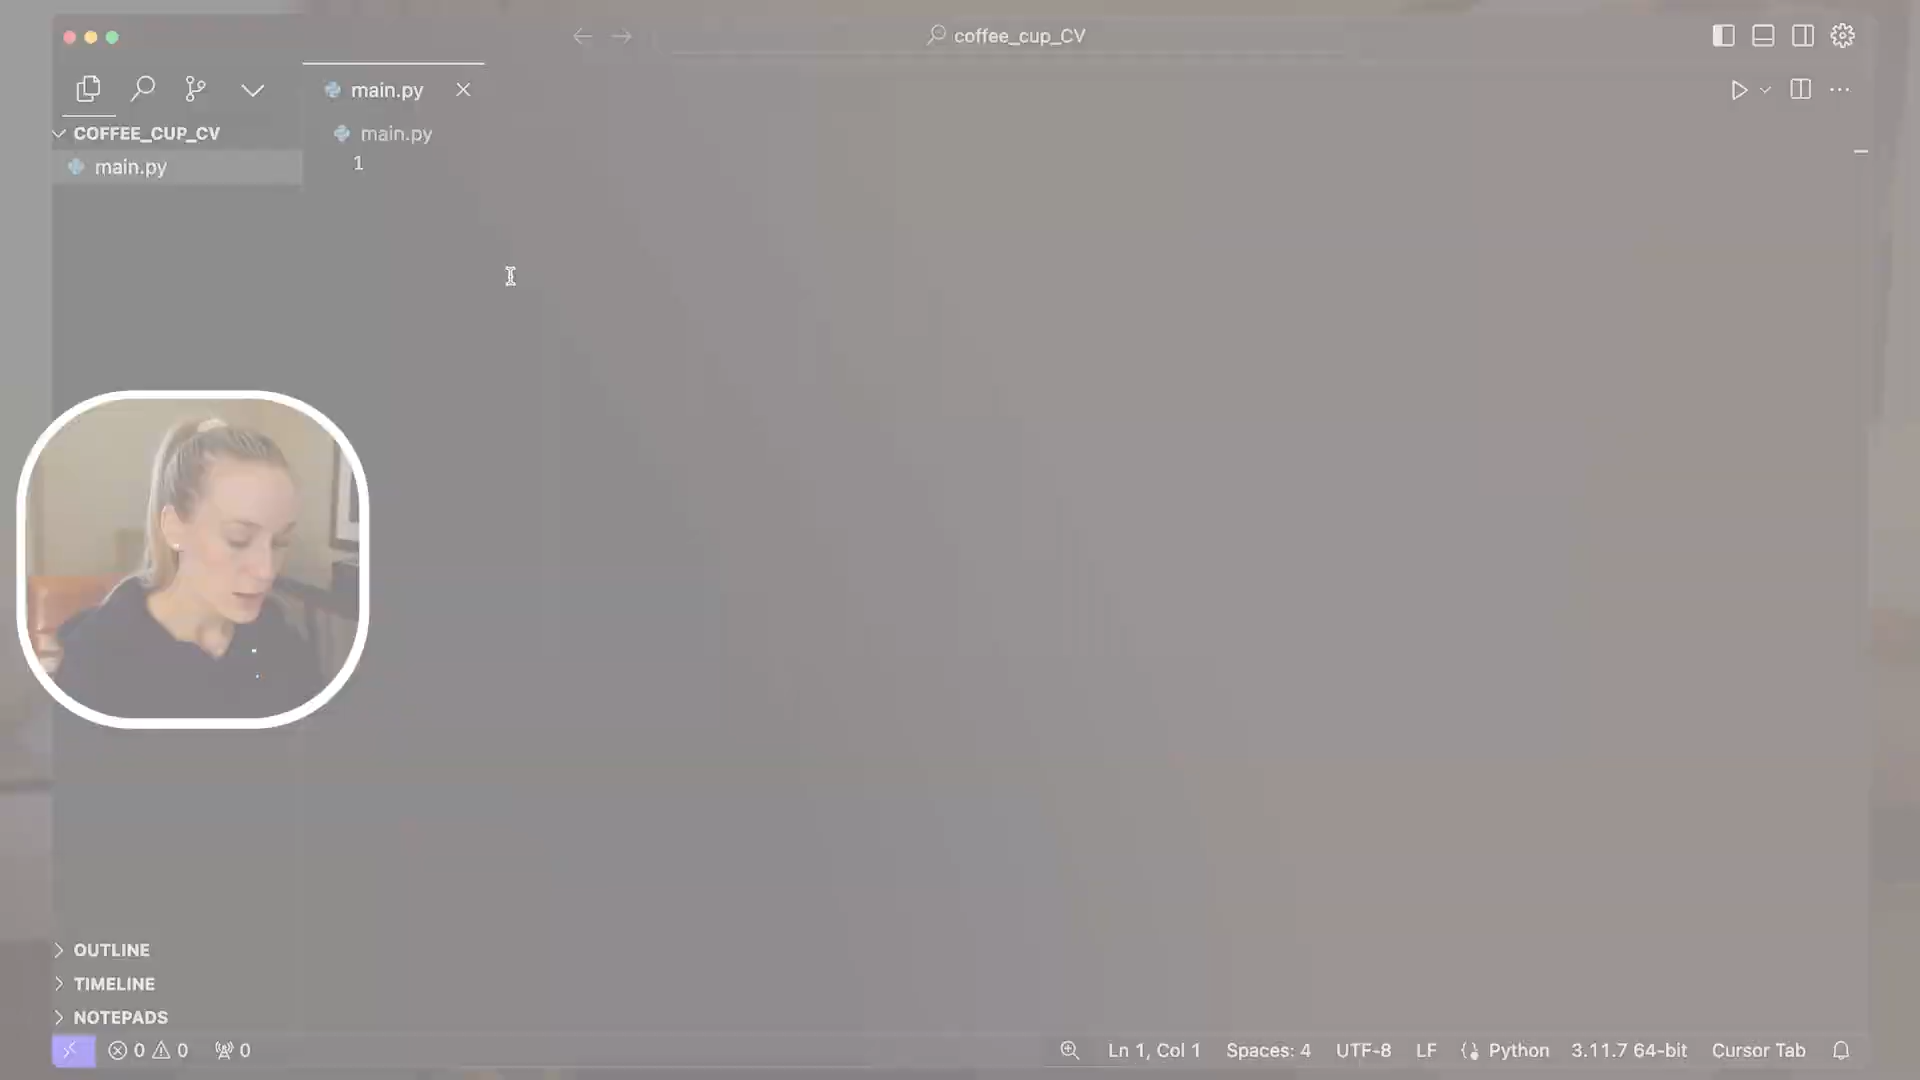 coffee_cup_CV
main.py
COFFEE_CUP_CV
main.py
main.py
1
OUTLINE
TIMELINE
NOTEPADS
0 0 0
Ln 1, Col 1 Spaces: 4 UTF-8 LF Python 3.11.7 64-bit Cursor Tab